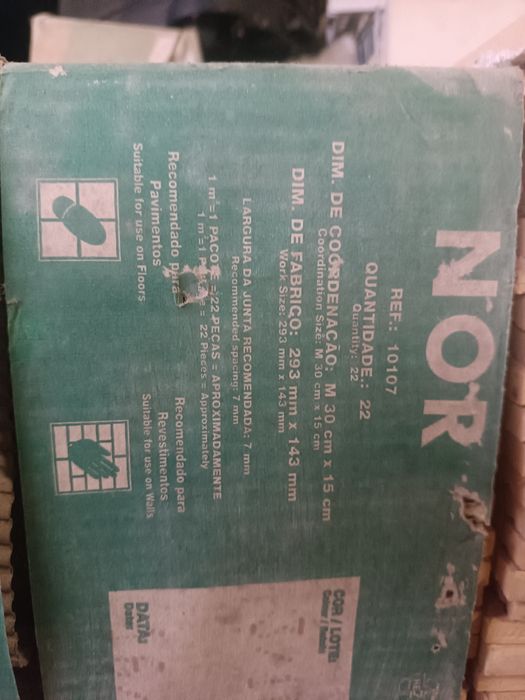 NOR
REF.: 10107
QUANTIDADE.: 22
Quantity: 22
DIM. DE COORDENAÇÃO: M 30 cm x 15 cm
Coordination Size: M 30 cm x 15 cm
DIM. DE FABRICO: 293 mm x 143 mm
Work Size: 293 mm x 143 mm
LARGURA DA JUNTA RECOMENDADA: 7 mm
Recommended spacing: 7 mm
1 m²=1 PACOTE = 22 PEÇAS = APROXIMADAMENTE
1 m²=1 = 22 Pieces = Approximately
Recomendado para
Pavimentos
Suitable for use on Floors
Recomendado para
Revestimentos
Suitable for use on Walls
COR / LOTE:
DATA:
Date: